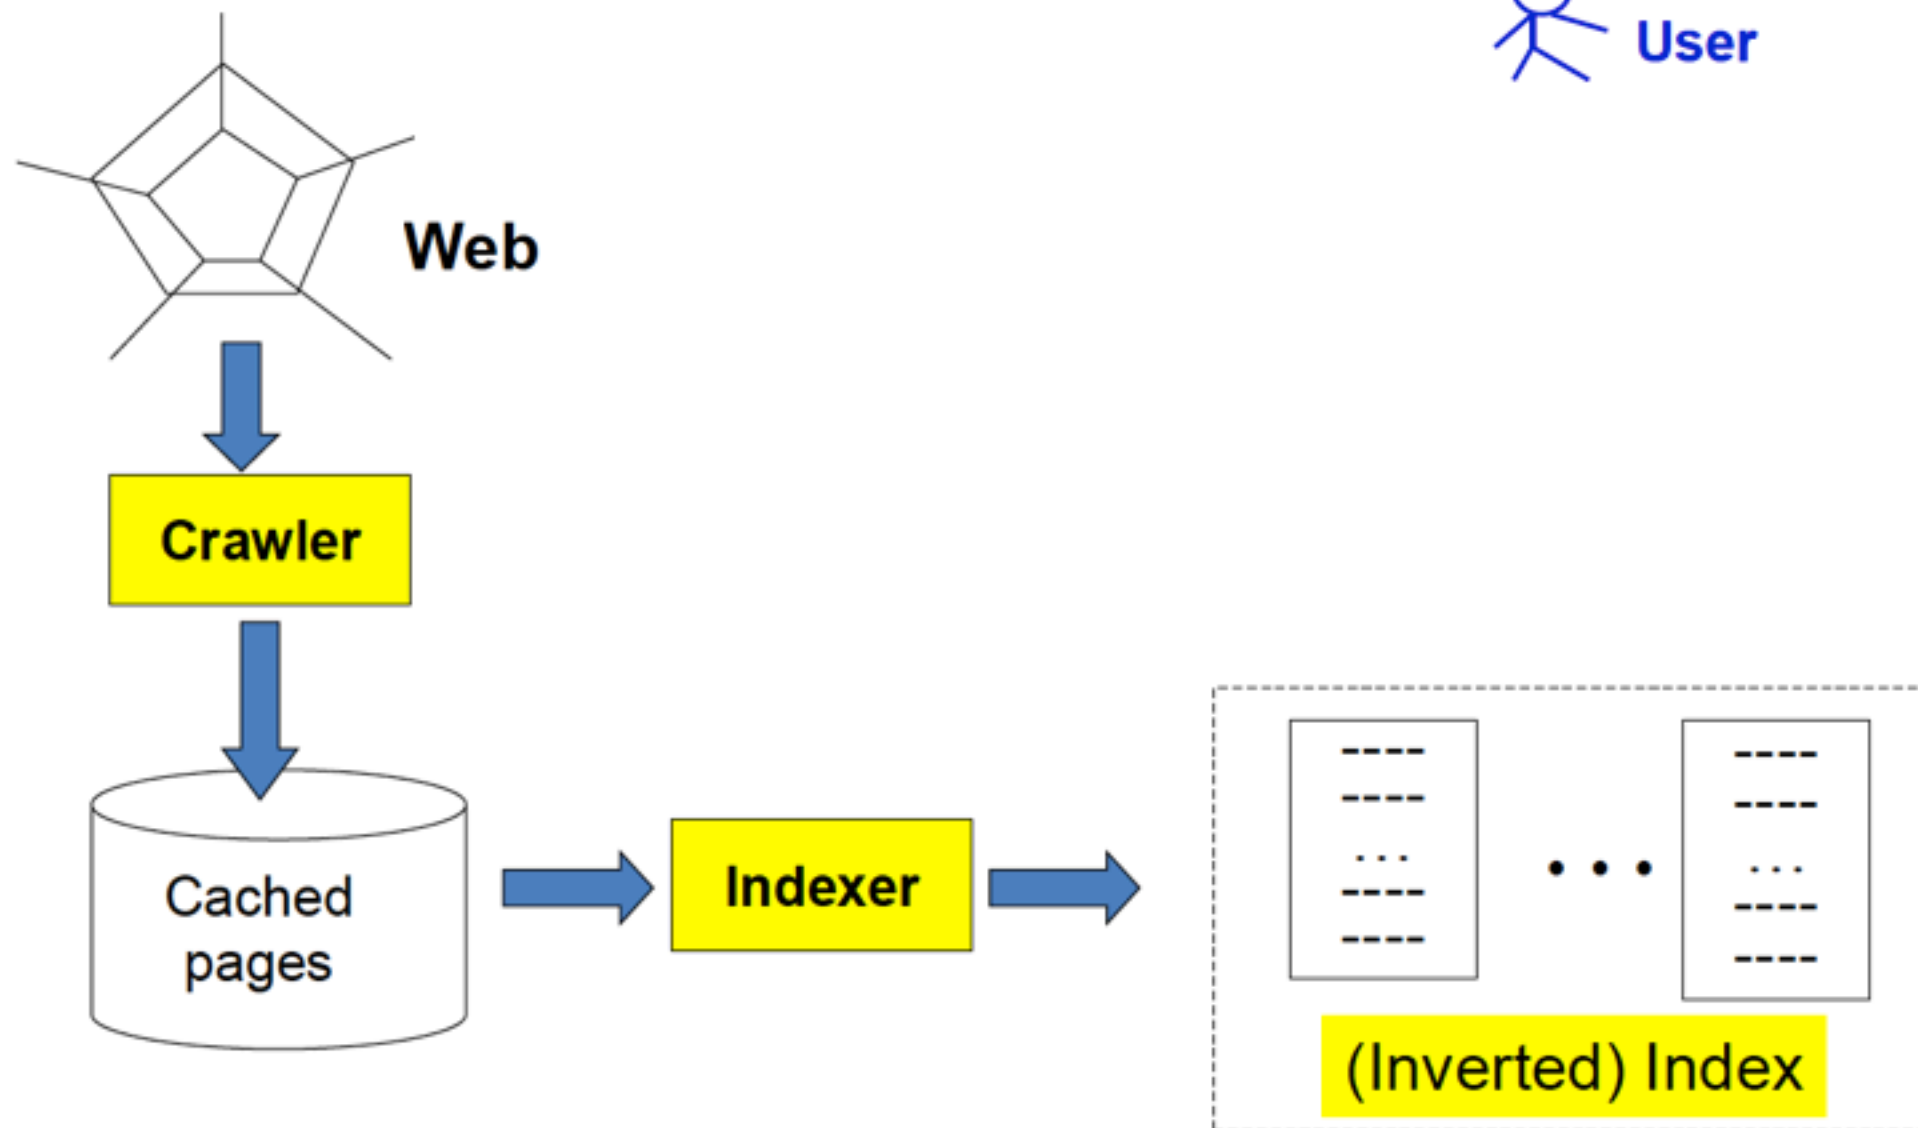 User
Web
Crawler
Cached
pages
Indexer
----
----
...
----
----
• • •
----
----
...
----
----
(Inverted) Index